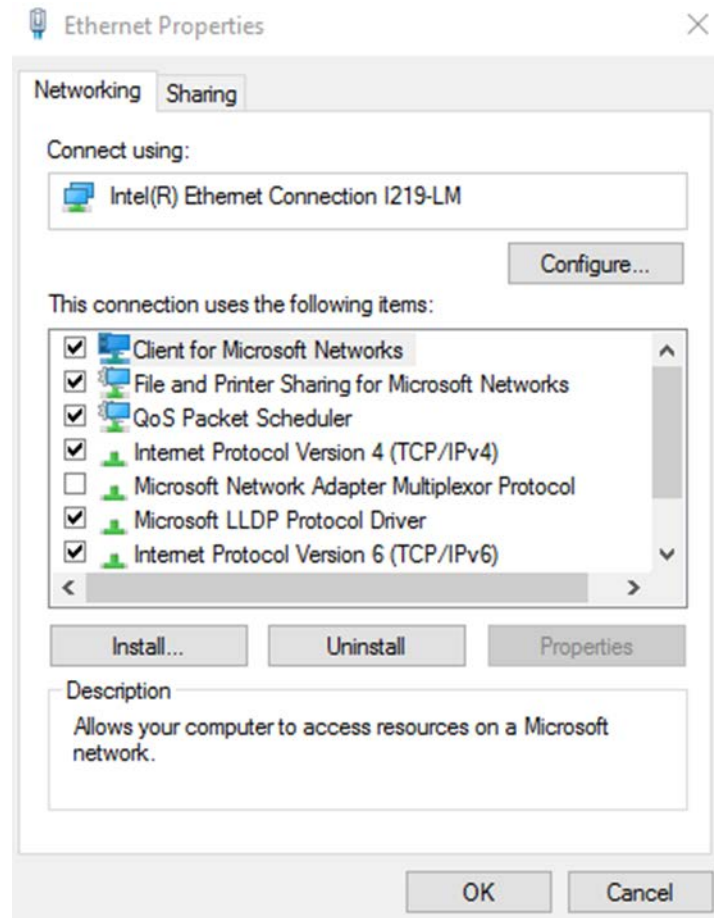 Ethernet Properties
Networking
Sharing
Connect using:
Intel(R) Ethernet Connection I219-LM
Configure...
This connection uses the following items:
Client for Microsoft Networks
File and Printer Sharing for Microsoft Networks
QoS Packet Scheduler
Internet Protocol Version 4 (TCP/IPv4)
Microsoft Network Adapter Multiplexor Protocol
Microsoft LLDP Protocol Driver
Internet Protocol Version 6 (TCP/IPv6)
Install...
Uninstall
Properties
Description
Allows your computer to access resources on a Microsoft
network.
OK
Cancel